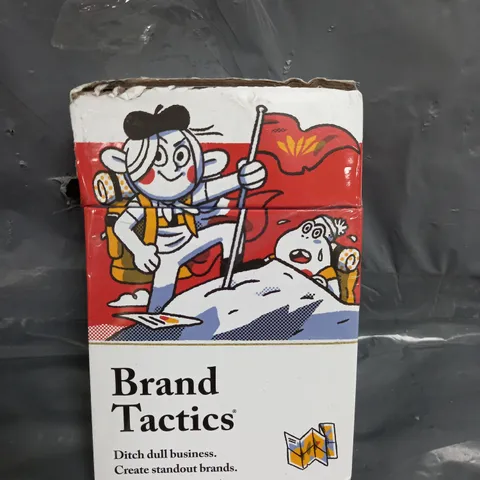 Brand
Tactics®
Ditch dull business.
Create standout brands.